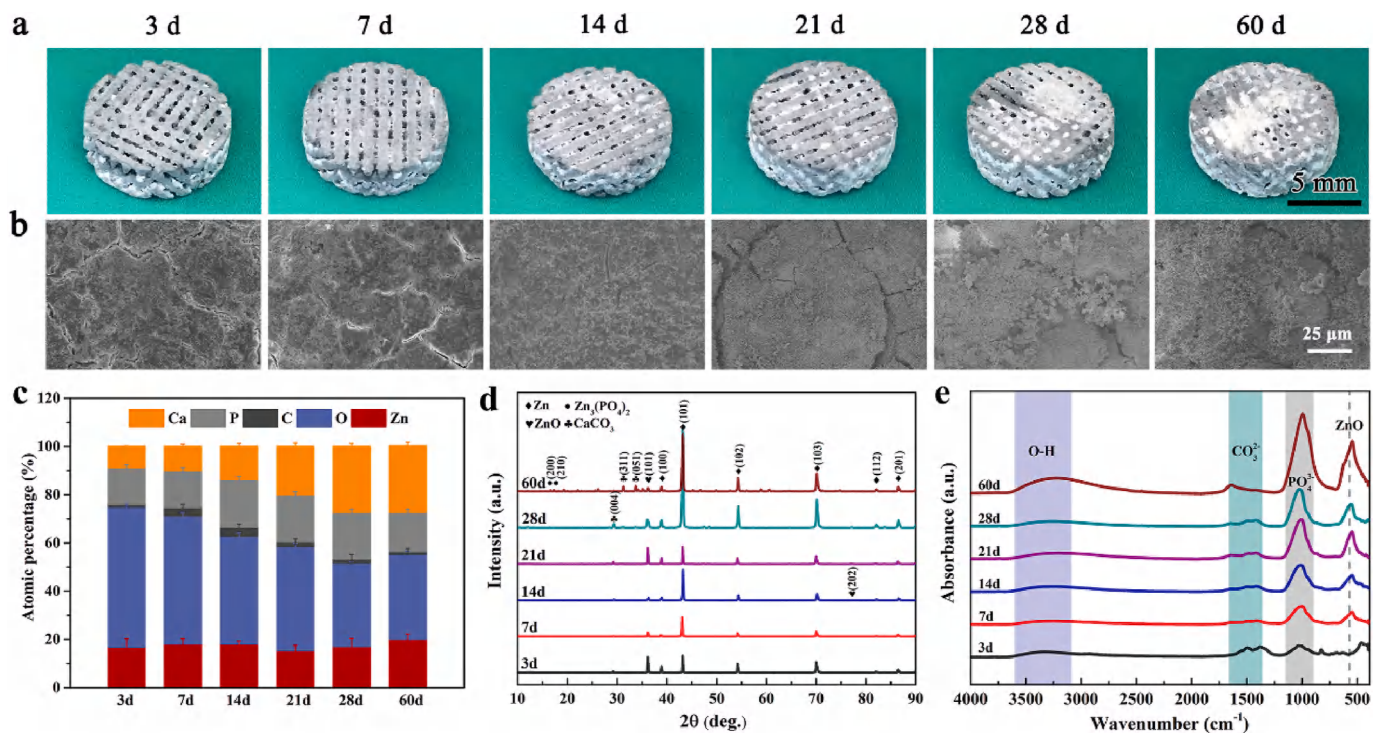 a
3 d
7 d
14 d
21 d
28 d
60 d
5 mm
b
25 μm
c
Atomic percentage (%)
120
100
80
60
40
20
0
Ca
P
C
O
Zn
3d
7d
14d
21d
28d
60d
d
Intensity (a.u.)
♦ Zn
• Zn₃(PO₄)₂
♥ ZnO
♣ CaCO₃
(200)
(210)
(004)
(311)
(051)
(101)
(100)
(101)
(102)
(103)
(202)
(112)
(201)
60d
28d
21d
14d
7d
3d
10
20
30
40
50
60
70
80
90
2θ (deg.)
e
Absorbance (a.u.)
O-H
CO₃²⁻
PO₄³⁻
ZnO
60d
28d
21d
14d
7d
3d
4000
3500
3000
2500
2000
1500
1000
500
Wavenumber (cm⁻¹)